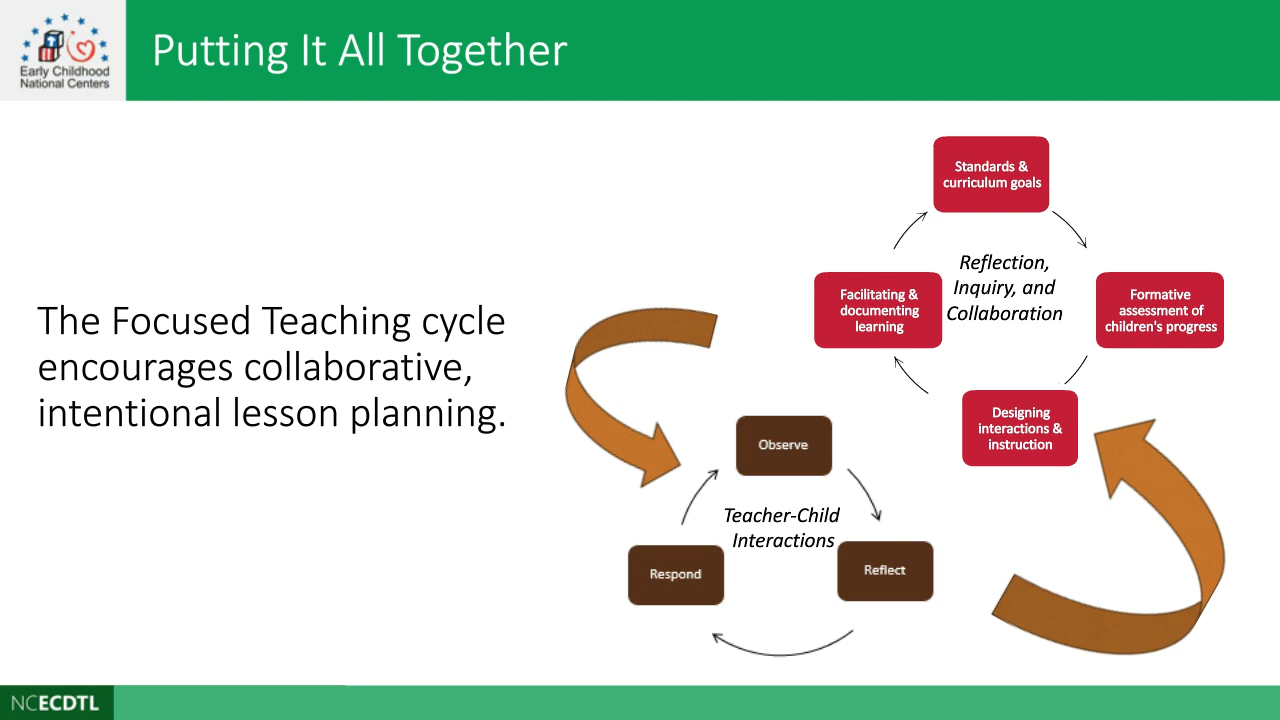 Early Childhood
National Centers
Putting It All Together
The Focused Teaching cycle
encourages collaborative,
intentional lesson planning.
Standards &
curriculum goals
Reflection,
Inquiry, and
Collaboration
Facilitating &
documenting
learning
Formative
assessment of
children's progress
Designing
interactions &
instruction
Observe
Teacher-Child
Interactions
Respond
Reflect
NCECDTL